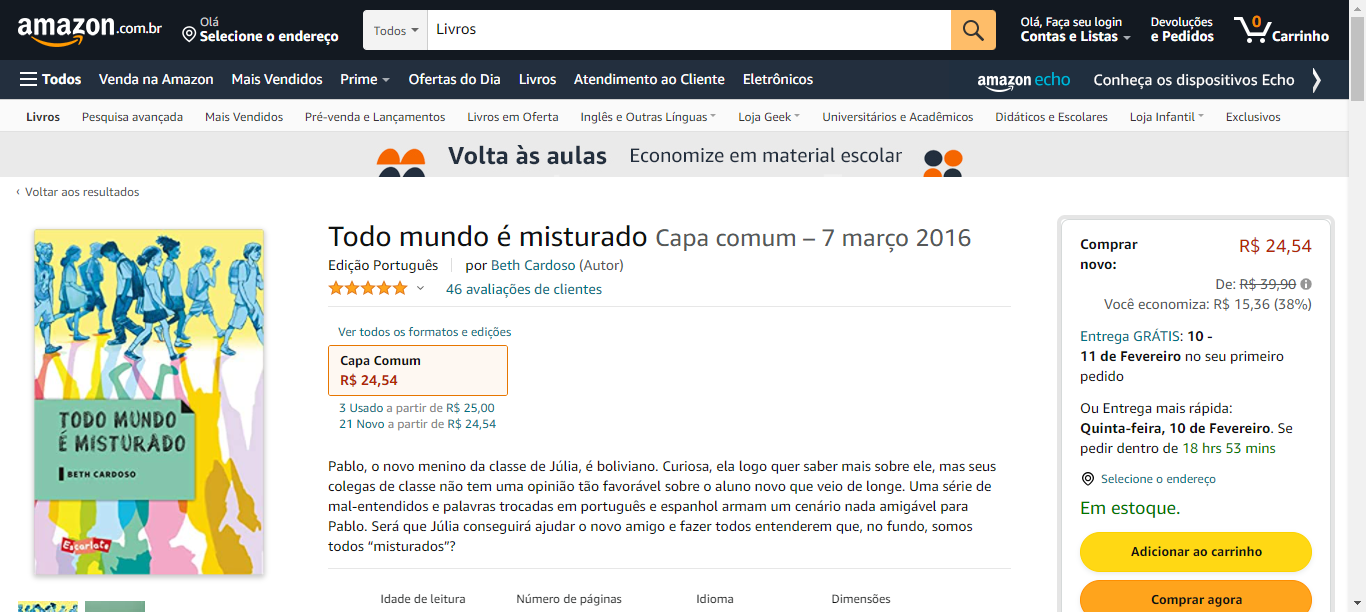 amazon.com.br
Olá
Selecione o endereço
Todos
Livros
Olá, Faça seu login
Contas e Listas
Devoluções
e Pedidos
0
Carrinho
Todos Venda na Amazon Mais Vendidos Prime Ofertas do Dia Livros Atendimento ao Cliente Eletrônicos
amazon echo Conheça os dispositivos Echo
Livros Pesquisa avançada Mais Vendidos Pré-venda e Lançamentos Livros em Oferta Inglês e Outras Línguas Loja Geek Universitários e Acadêmicos Didáticos e Escolares Loja Infantil Exclusivos
Volta às aulas Economize em material escolar
‹ Voltar aos resultados
TODO MUNDO
É MISTURADO
BETH CARDOSO
Escarlate
Todo mundo é misturado Capa comum – 7 março 2016
Edição Português
por Beth Cardoso (Autor)
46 avaliações de clientes
Ver todos os formatos e edições
Capa Comum
R$ 24,54
3 Usado a partir de R$ 25,00
21 Novo a partir de R$ 24,54
Pablo, o novo menino da classe de Júlia, é boliviano. Curiosa, ela logo quer saber mais sobre ele, mas seus
colegas de classe não tem uma opinião tão favorável sobre o aluno novo que veio de longe. Uma série de
mal-entendidos e palavras trocadas em português e espanhol armam um cenário nada amigável para
Pablo. Será que Júlia conseguirá ajudar o novo amigo e fazer todos entenderem que, no fundo, somos
todos “misturados”?
Idade de leitura Número de páginas Idioma Dimensões
Comprar
novo:
R$ 24,54
De: R$ 39,90
Você economiza: R$ 15,36 (38%)
Entrega GRÁTIS: 10 -
11 de Fevereiro no seu primeiro
pedido
Ou Entrega mais rápida:
Quinta-feira, 10 de Fevereiro. Se
pedir dentro de 18 hrs 53 mins
Selecione o endereço
Em estoque.
Adicionar ao carrinho
Comprar agora